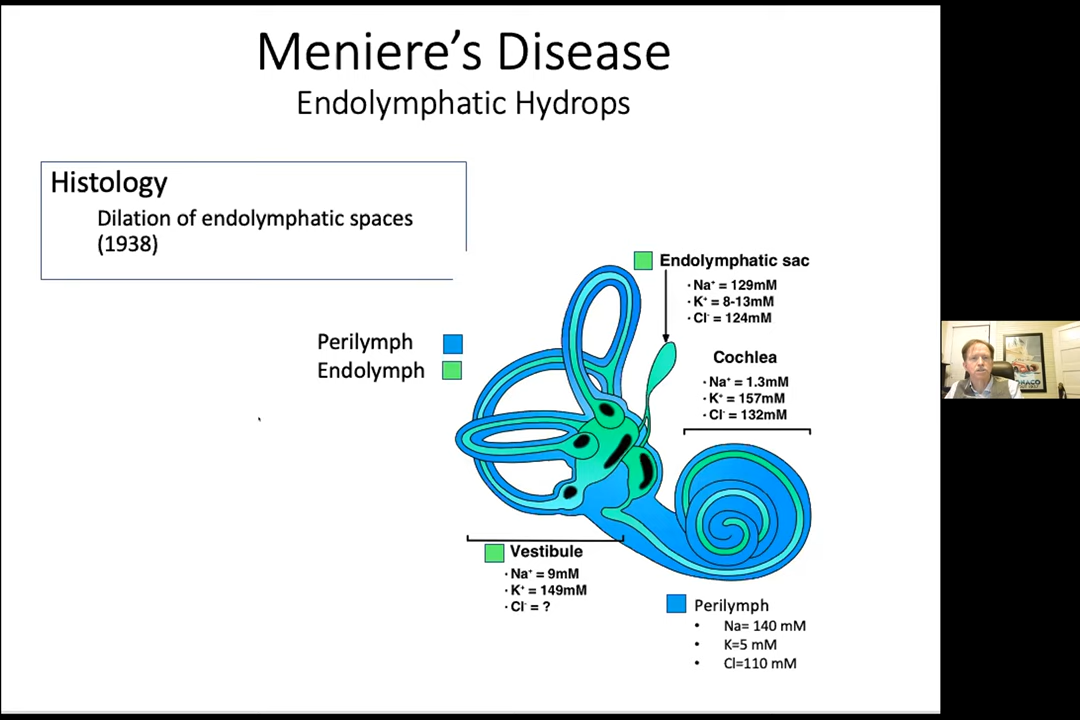 Meniere's Disease
Endolymphatic Hydrops
Histology
Dilation of endolymphatic spaces
(1938)
Perilymph
Endolymph
Endolymphatic sac
· Na⁺ = 129mM
· K⁺ = 8-13mM
· Cl⁻ = 124mM
Cochlea
· Na⁺ = 1.3mM
· K⁺ = 157mM
· Cl⁻ = 132mM
Vestibule
· Na⁺ = 9mM
· K⁺ = 149mM
· Cl⁻ = ?
Perilymph
• Na= 140 mM
• K=5 mM
• Cl=110 mM